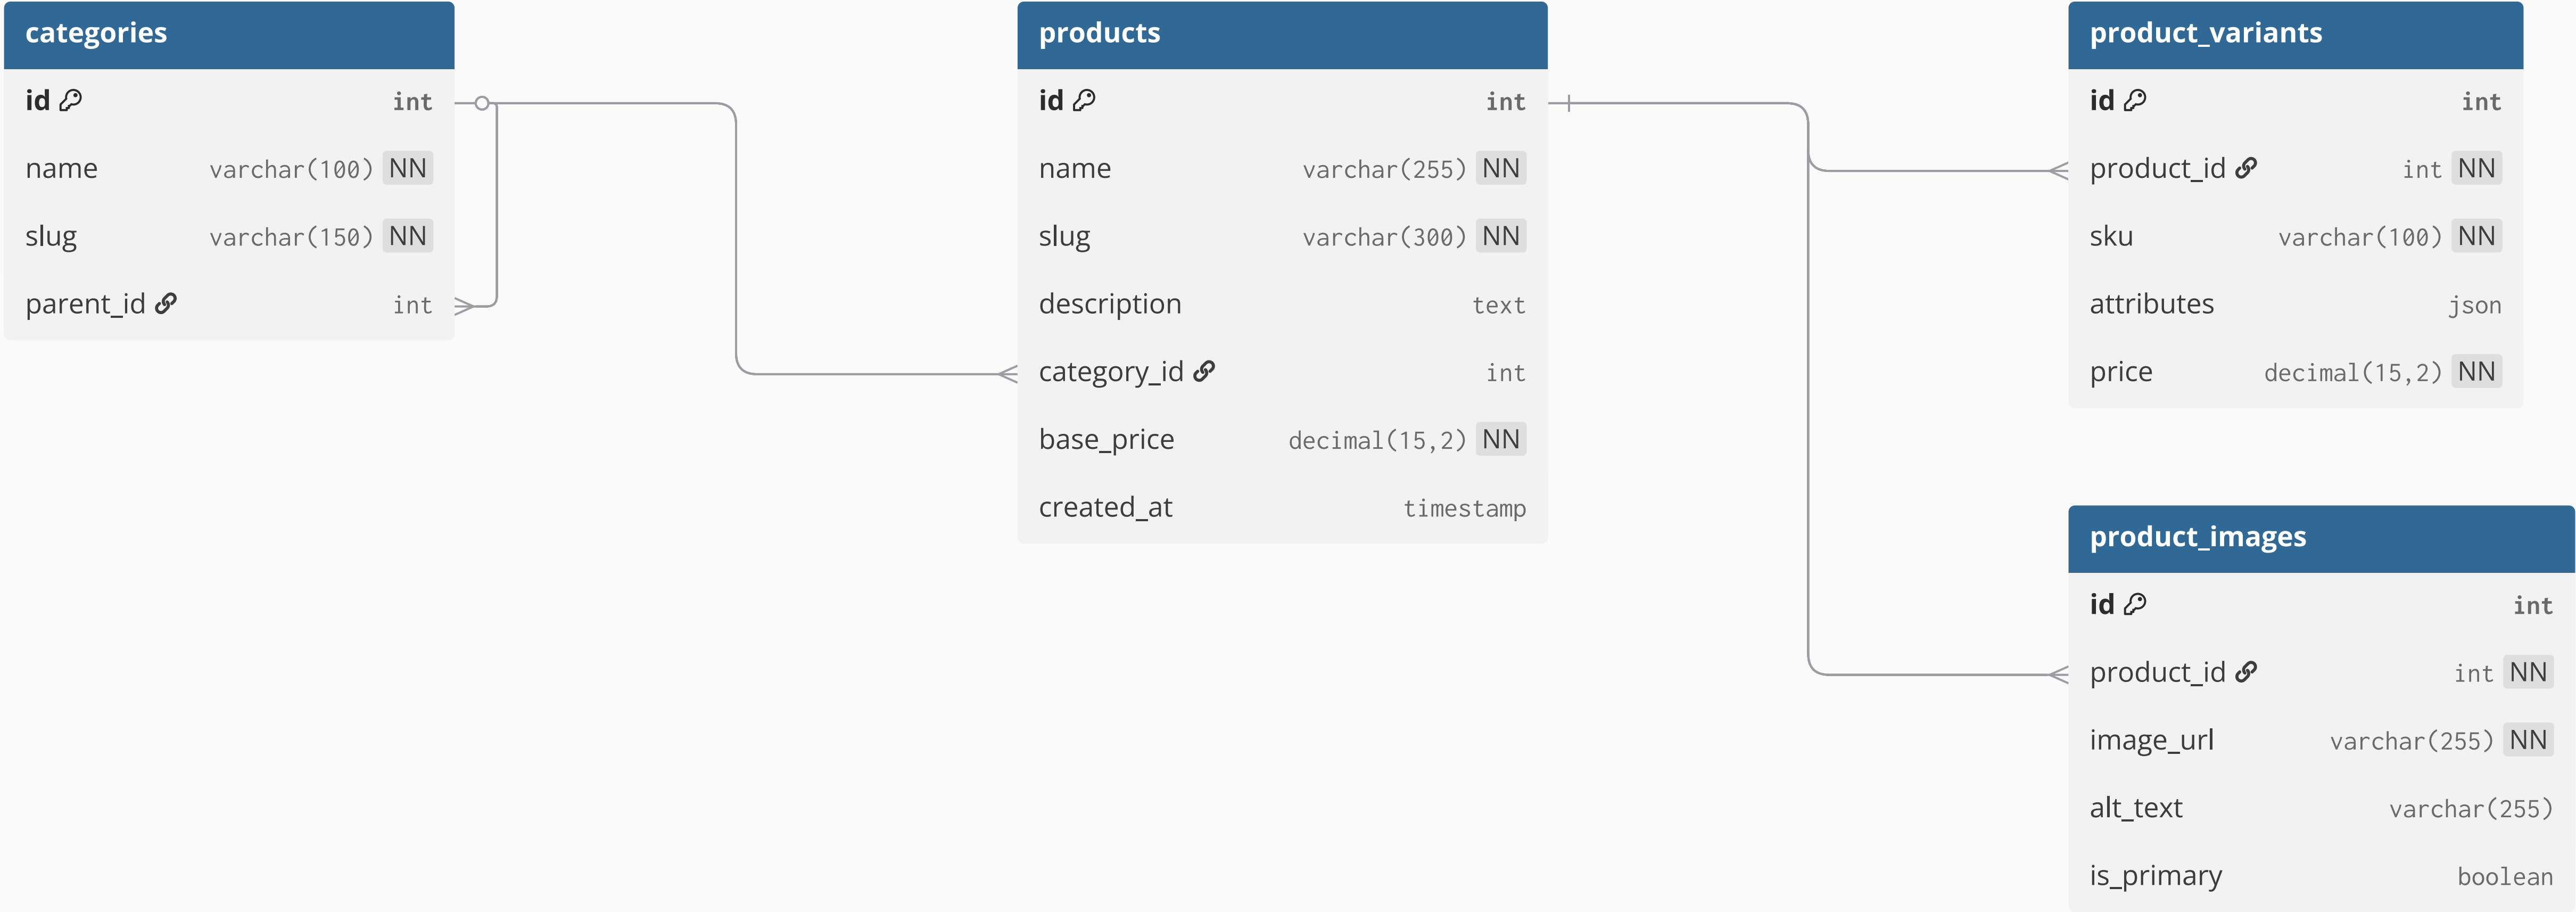 categories
id int
name varchar(100) NN
slug varchar(150) NN
parent_id int
products
id int
name varchar(255) NN
slug varchar(300) NN
description text
category_id int
base_price decimal(15,2) NN
created_at timestamp
product_variants
id int
product_id int NN
sku varchar(100) NN
attributes json
price decimal(15,2) NN
product_images
id int
product_id int NN
image_url varchar(255) NN
alt_text varchar(255)
is_primary boolean